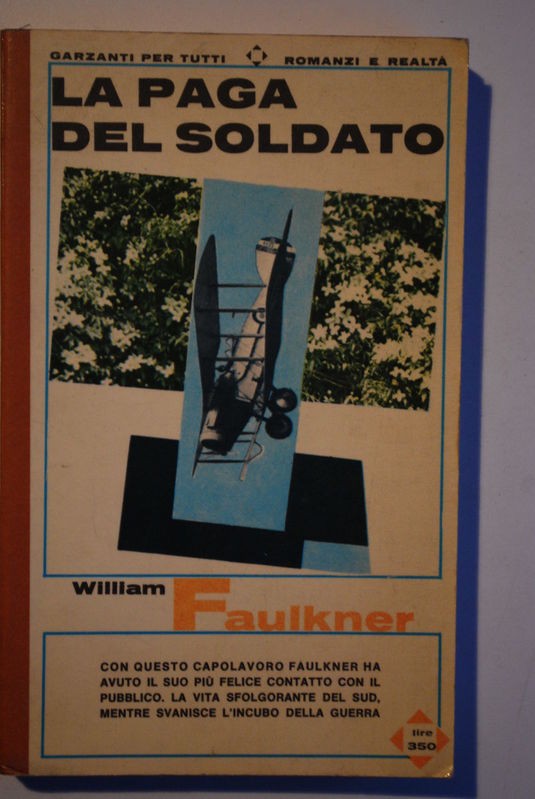 GARZANTI PER TUTTI ROMANZI E REALTÀ
LA PAGA
DEL SOLDATO
William Faulkner
CON QUESTO CAPOLAVORO FAULKNER HA
AVUTO IL SUO PIÙ FELICE CONTATTO CON IL
PUBBLICO. LA VITA SFOLGORANTE DEL SUD,
MENTRE SVANISCE L'INCUBO DELLA GUERRA
lire
350